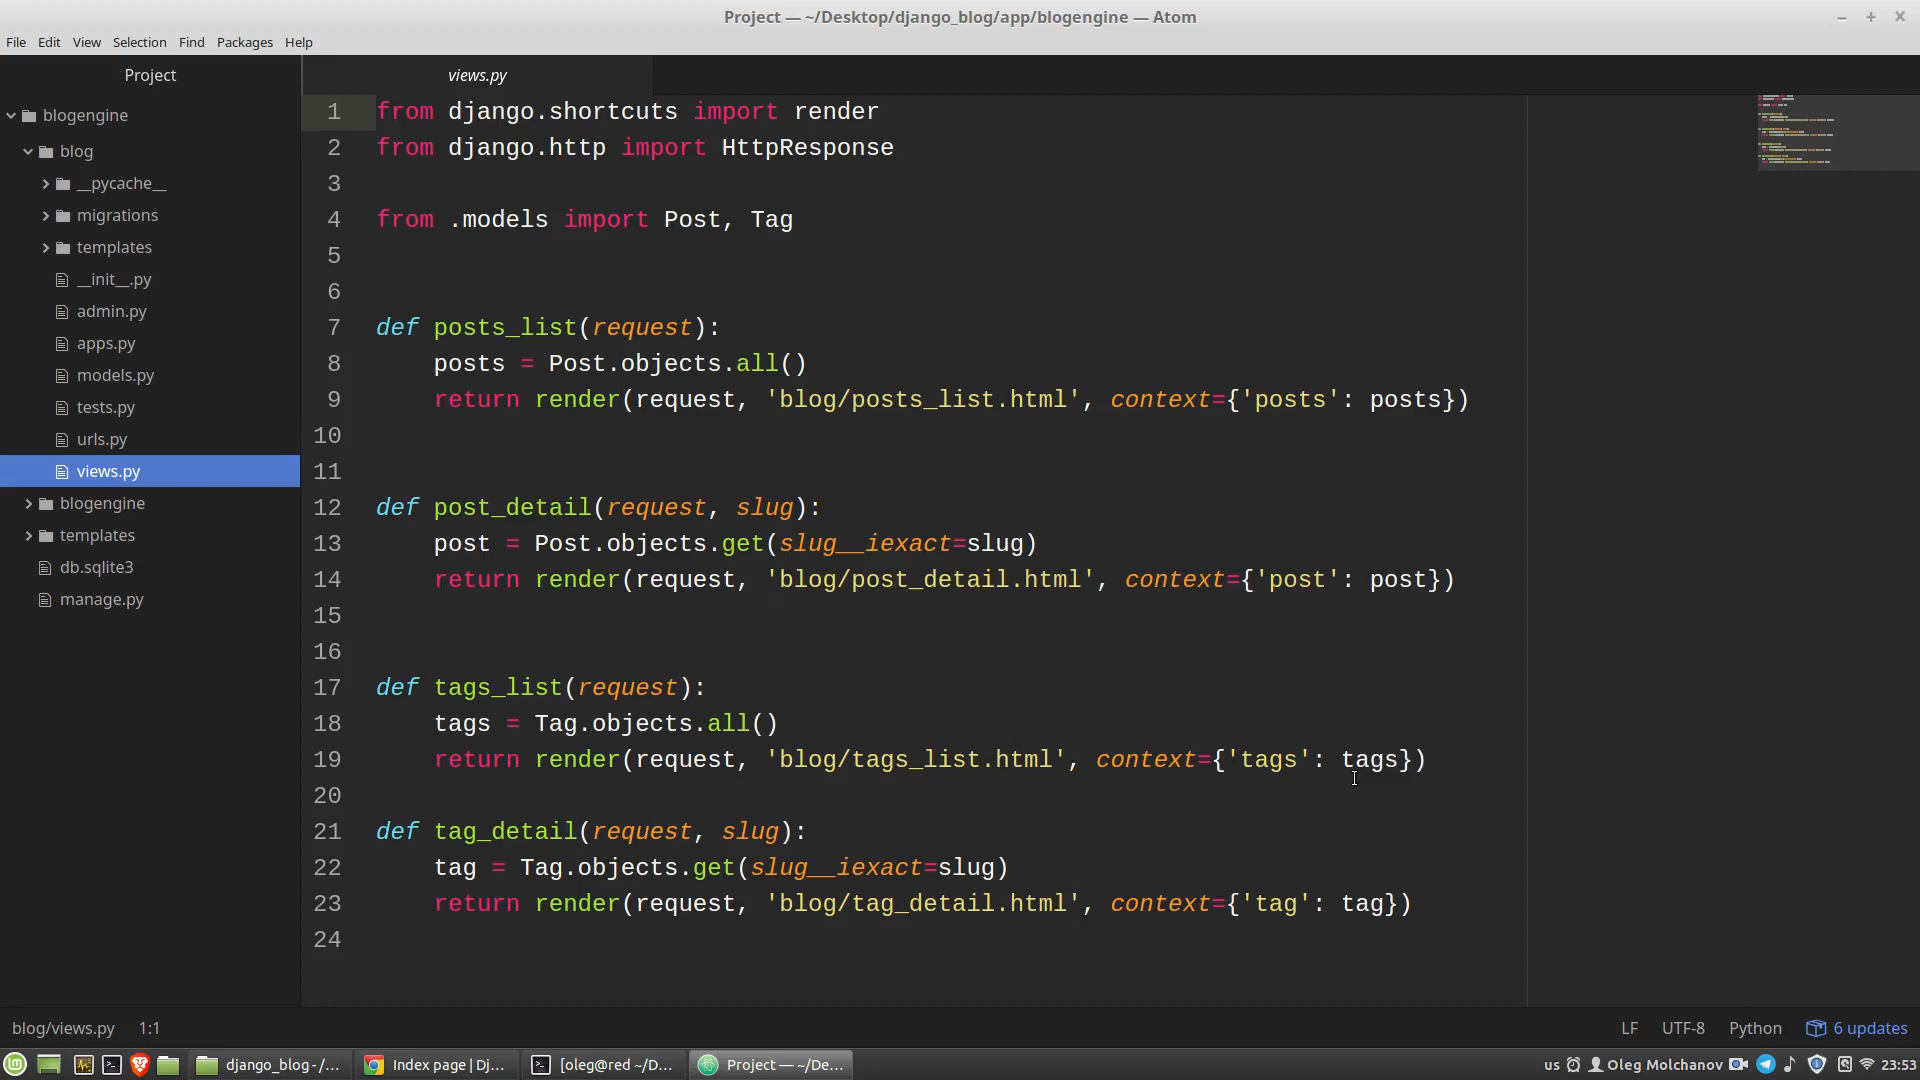 Project — ~/Desktop/django_blog/app/blogengine — Atom
File Edit View Selection Find Packages Help
Project
blogengine
blog
__pycache__
migrations
templates
__init__.py
admin.py
apps.py
models.py
tests.py
urls.py
views.py
blogengine
templates
db.sqlite3
manage.py
views.py
1 from django.shortcuts import render
2 from django.http import HttpResponse
3
4 from .models import Post, Tag
5
6
7 def posts_list(request):
8     posts = Post.objects.all()
9     return render(request, 'blog/posts_list.html', context={'posts': posts})
10
11
12 def post_detail(request, slug):
13     post = Post.objects.get(slug__iexact=slug)
14     return render(request, 'blog/post_detail.html', context={'post': post})
15
16
17 def tags_list(request):
18     tags = Tag.objects.all()
19     return render(request, 'blog/tags_list.html', context={'tags': tags})
20
21 def tag_detail(request, slug):
22     tag = Tag.objects.get(slug__iexact=slug)
23     return render(request, 'blog/tag_detail.html', context={'tag': tag})
24
blog/views.py 1:1 LF UTF-8 Python 6 updates
django_blog - /... Index page | Dj... [oleg@red ~/D... Project — ~/De... us Oleg Molchanov 23:53